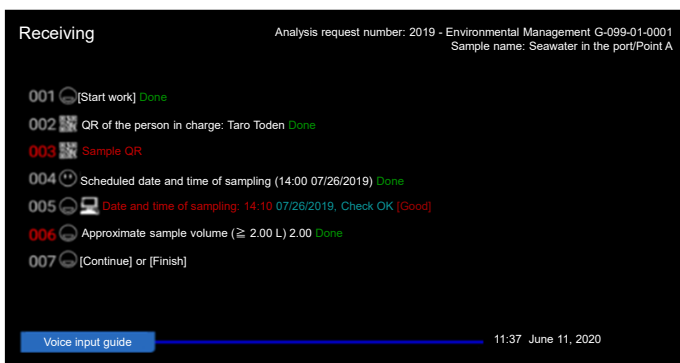 Receiving
Analysis request number: 2019 - Environmental Management G-099-01-0001
Sample name: Seawater in the port/Point A
001 [Start work] Done
002 QR of the person in charge: Taro Toden Done
003 Sample QR
004 Scheduled date and time of sampling (14:00 07/26/2019) Done
005 Date and time of sampling: 14:10 07/26/2019, Check OK [Good]
006 Approximate sample volume (≧ 2.00 L) 2.00 Done
007 [Continue] or [Finish]
Voice input guide
11:37 June 11, 2020